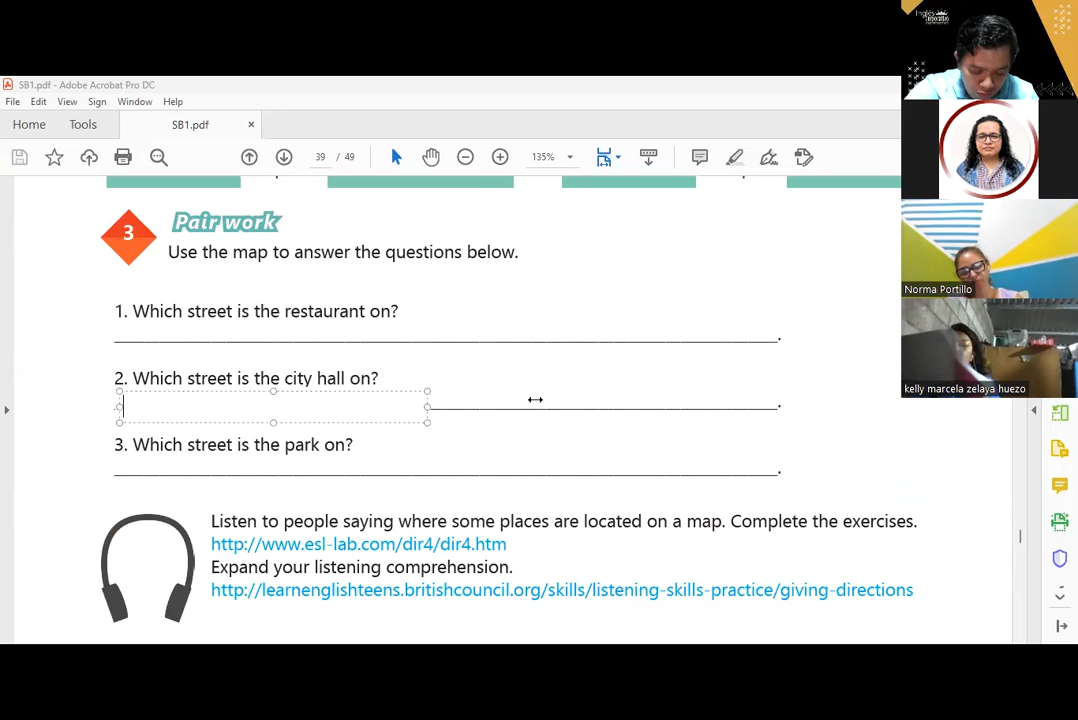 SB1.pdf - Adobe Acrobat Pro DC
File Edit View Sign Window Help
Home Tools SB1.pdf ×
39 / 49 135%
3 Pair work
Use the map to answer the questions below.
1. Which street is the restaurant on?
2. Which street is the city hall on?
3. Which street is the park on?
Listen to people saying where some places are located on a map. Complete the exercises.
http://www.esl-lab.com/dir4/dir4.htm
Expand your listening comprehension.
http://learnenglishteens.britishcouncil.org/skills/listening-skills-practice/giving-directions
Inglés
Corporativo
Norma Portillo
kelly marcela zelaya huezo